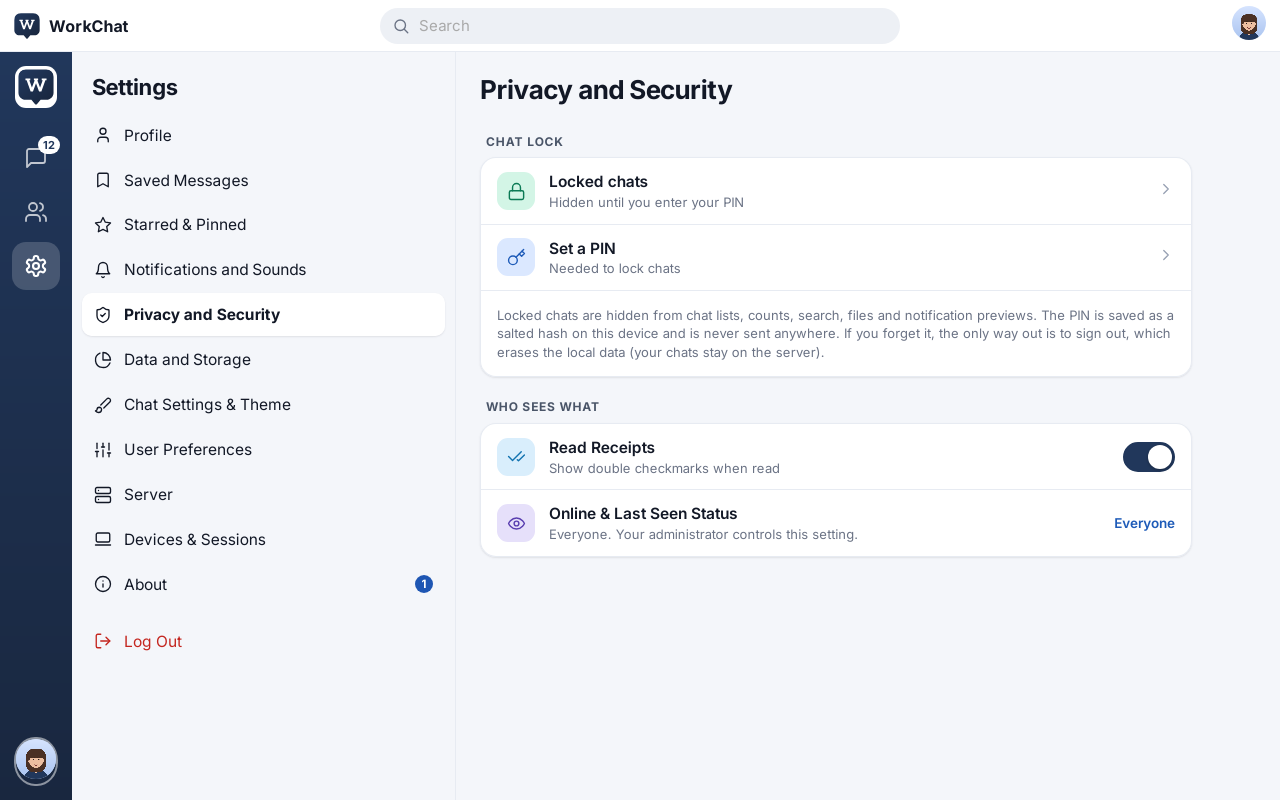 W WorkChat
Search
W
12
Settings
Profile
Saved Messages
Starred & Pinned
Notifications and Sounds
Privacy and Security
Data and Storage
Chat Settings & Theme
User Preferences
Server
Devices & Sessions
About 1
Log Out
Privacy and Security
CHAT LOCK
Locked chats
Hidden until you enter your PIN
Set a PIN
Needed to lock chats
Locked chats are hidden from chat lists, counts, search, files and notification previews. The PIN is saved as a
salted hash on this device and is never sent anywhere. If you forget it, the only way out is to sign out, which
erases the local data (your chats stay on the server).
WHO SEES WHAT
Read Receipts
Show double checkmarks when read
Online & Last Seen Status
Everyone. Your administrator controls this setting.
Everyone